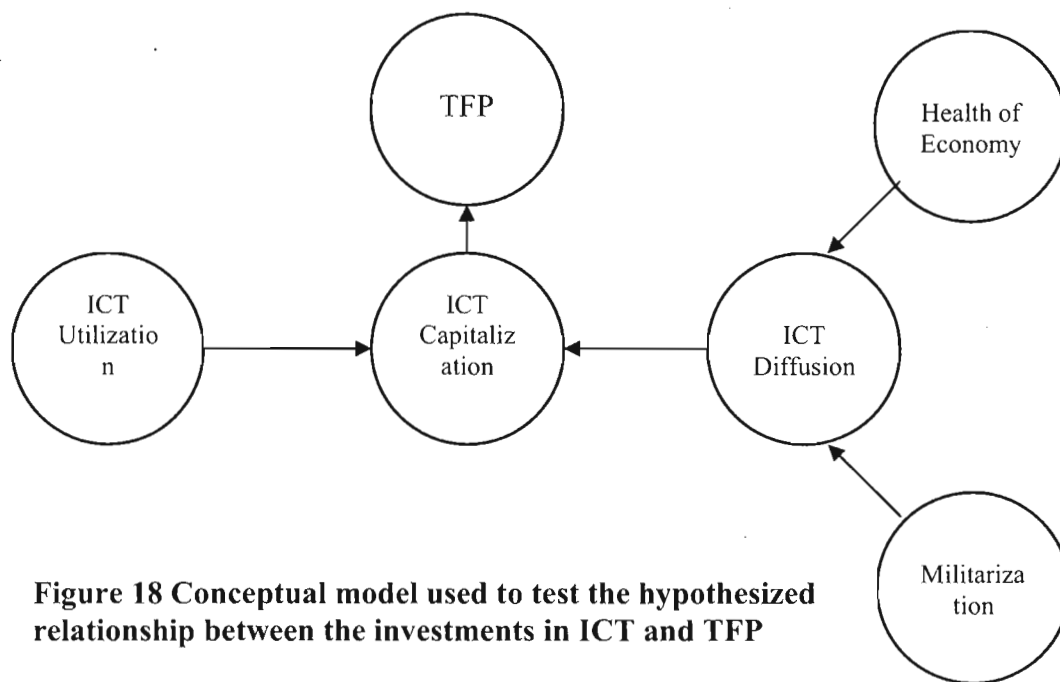 TFP
Health of
Economy
ICT
Utilizatio
n
ICT
Capitaliz
ation
ICT
Diffusion
Militariza
tion
Figure 18 Conceptual model used to test the hypothesized
relationship between the investments in ICT and TFP